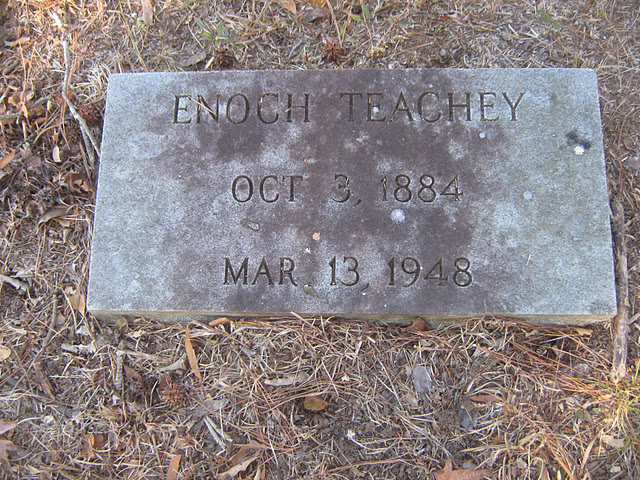 ENOCH TEACHEY
OCT 3, 1884
MAR. 13, 1948